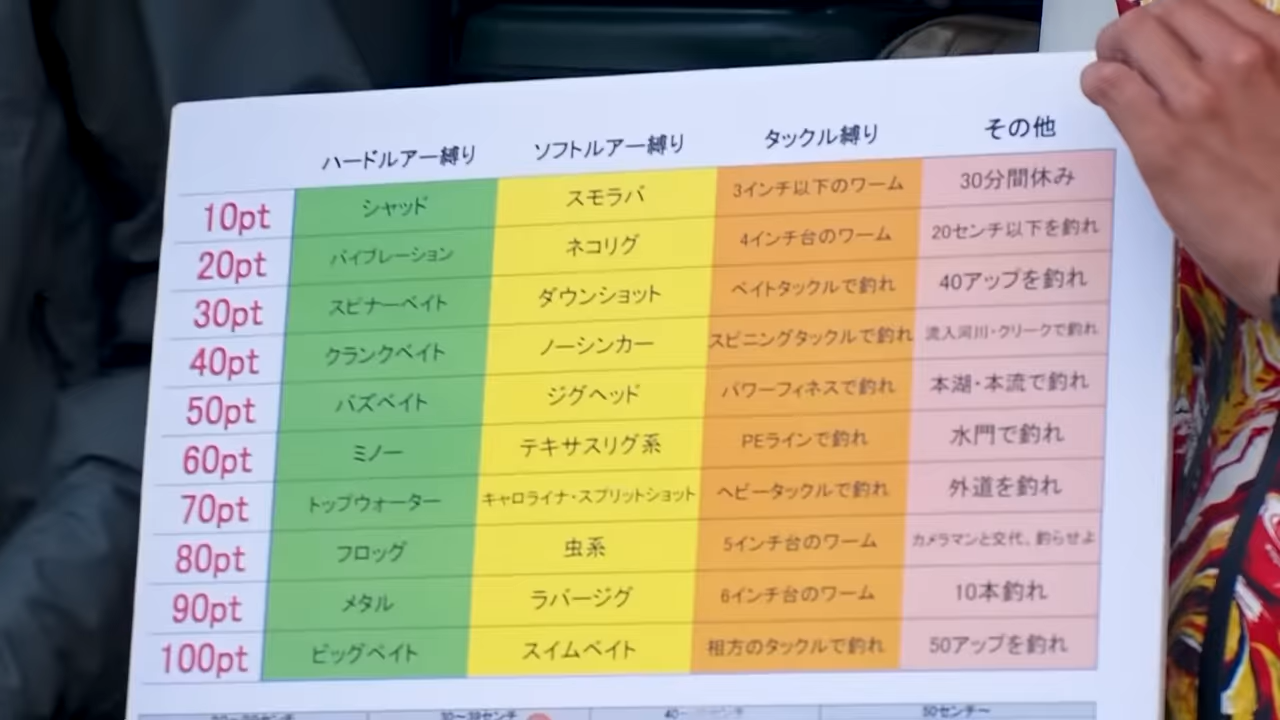 ハードルアー縛り ソフトルアー縛り タックル縛り その他
10pt シャッド スモラバ 3インチ以下のワーム 30分間休み
20pt バイブレーション ネコリグ 4インチ台のワーム 20センチ以下を釣れ
30pt スピナーベイト ダウンショット ベイトタックルで釣れ 40アップを釣れ
40pt クランクベイト ノーシンカー スピニングタックルで釣れ 流入河川・クリークで釣れ
50pt バズベイト ジグヘッド パワーフィネスで釣れ 本湖・本流で釣れ
60pt ミノー テキサスリグ系 PEラインで釣れ 水門で釣れ
70pt トップウォーター キャロライナ・スプリットショット ヘビータックルで釣れ 外道を釣れ
80pt フロッグ 虫系 5インチ台のワーム カメラマンと交代、釣らせよ
90pt メタル ラバージグ 6インチ台のワーム 10本釣れ
100pt ビッグベイト スイムベイト 相方のタックルで釣れ 50アップを釣れ
30〜39センチ 50センチ〜